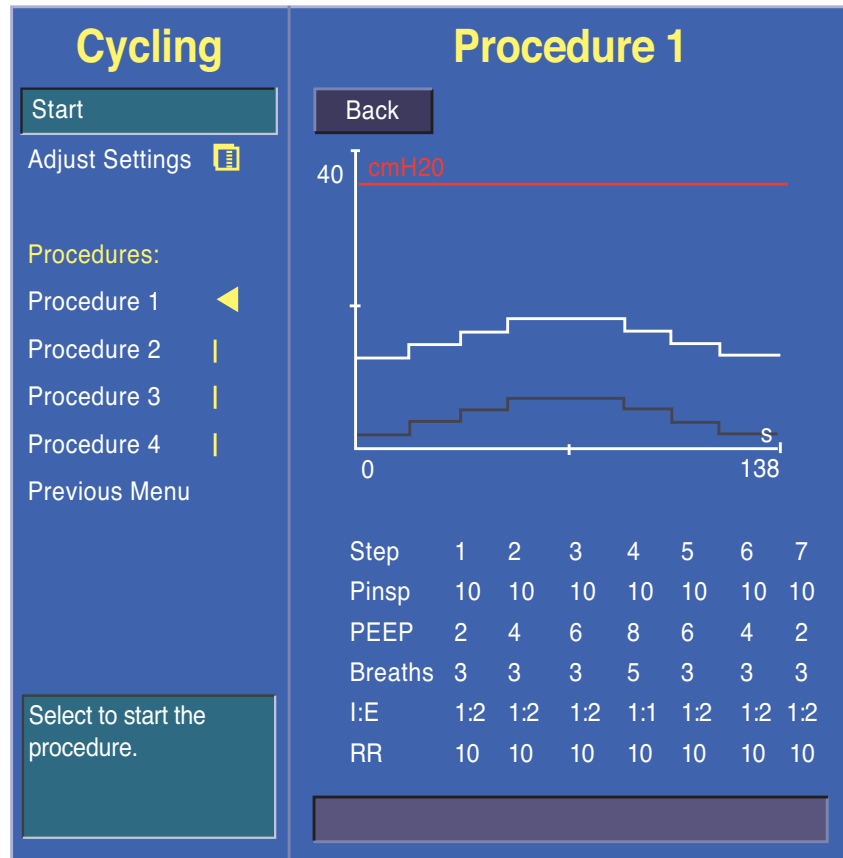 Cycling
Start
Adjust Settings
Procedures:
Procedure 1
Procedure 2
Procedure 3
Procedure 4
Previous Menu
Select to start the
procedure.
Procedure 1
Back
40 cmH20
s
0 138
Step 1 2 3 4 5 6 7
Pinsp 10 10 10 10 10 10 10
PEEP 2 4 6 8 6 4 2
Breaths 3 3 3 5 3 3 3
I:E 1:2 1:2 1:2 1:1 1:2 1:2 1:2
RR 10 10 10 10 10 10 10